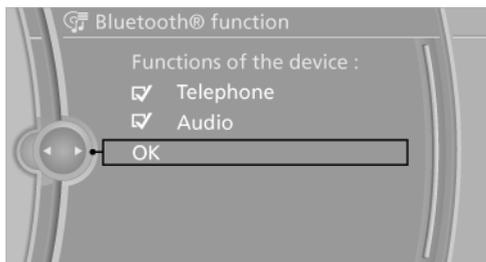 Bluetooth® function
Functions of the device :
Telephone
Audio
OK